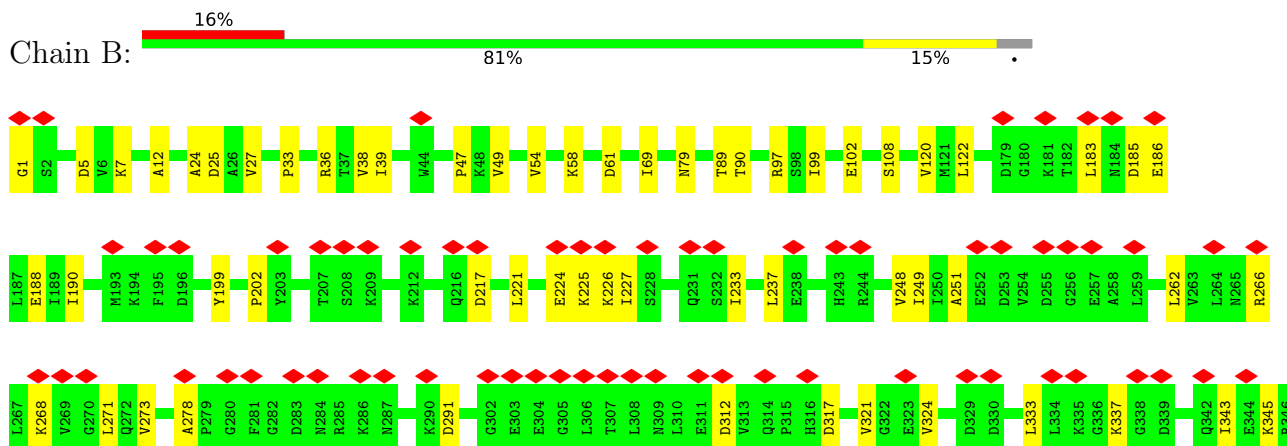 16%
Chain B:
81% 15% .
G1 S2 D5 V6 K7 A12 A24 D25 A26 V27 P33 R36 T37 V38 I39 W44 P47 K48 V49 V54 K58 D61 I69 N79 T89 T90 R97 S98 I99 E102 S108 V120 M121 L122 D179 G180 K181 T182 L183 N184 D185 E186
L187 E188 I189 I190 M193 K194 F195 D196 Y199 P202 Y203 T207 S208 K209 K212 Q216 D217 L221 E224 K225 K226 I227 S228 Q231 S232 I233 L237 E238 H243 R244 V248 I249 I250 A251 E252 D253 V254 D255 G256 E257 A258 L259 L262 V263 L264 N265 R266
L267 K268 V269 G270 L271 Q272 V273 A278 P279 G280 F281 G282 D283 N284 R285 K286 N287 K290 D291 G302 E303 E304 G305 L306 T307 L308 N309 L310 E311 D312 V313 Q314 P315 H316 D317 V321 G322 E323 V324 D329 D330 L333 L334 K335 G336 K337 G338 D339 Q342 I343 E344 K345